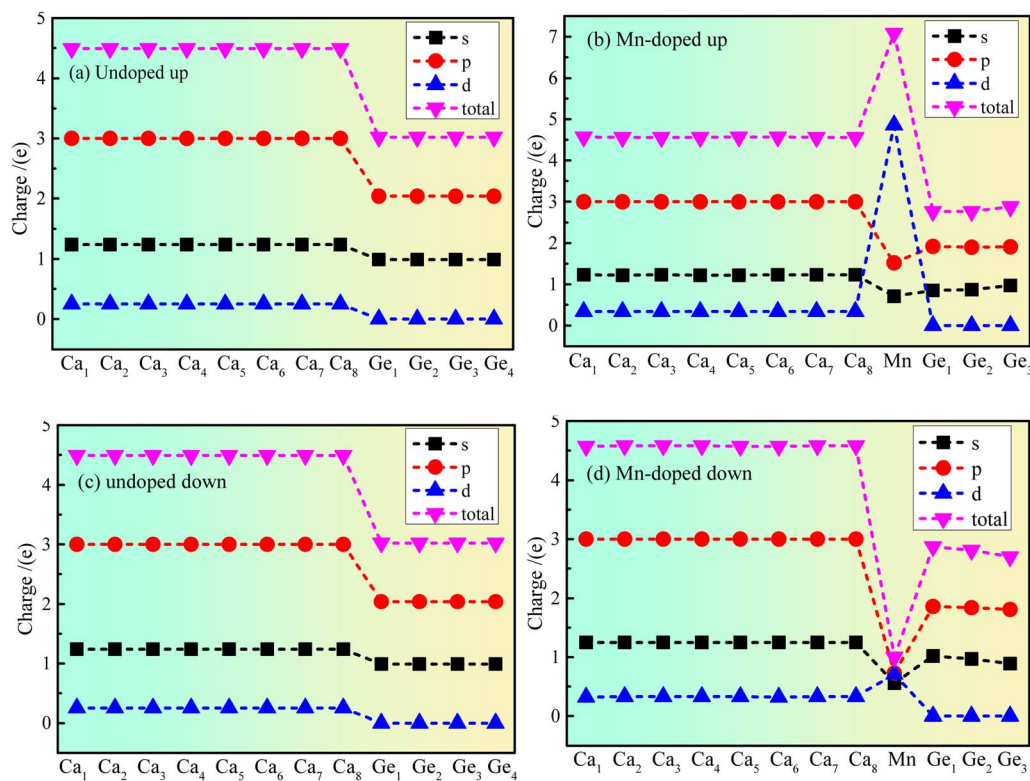 5
4
3
2
1
0
Charge /(e)
(a) Undoped up
s
p
d
total
Ca1 Ca2 Ca3 Ca4 Ca5 Ca6 Ca7 Ca8 Ge1 Ge2 Ge3 Ge4
7
6
5
4
3
2
1
0
Charge /(e)
(b) Mn-doped up
s
p
d
total
Ca1 Ca2 Ca3 Ca4 Ca5 Ca6 Ca7 Ca8 Mn Ge1 Ge2 Ge3
5
4
3
2
1
0
Charge /(e)
(c) undoped down
s
p
d
total
Ca1 Ca2 Ca3 Ca4 Ca5 Ca6 Ca7 Ca8 Ge1 Ge2 Ge3 Ge4
5
4
3
2
1
0
Charge /(e)
(d) Mn-doped down
s
p
d
total
Ca1 Ca2 Ca3 Ca4 Ca5 Ca6 Ca7 Ca8 Mn Ge1 Ge2 Ge3